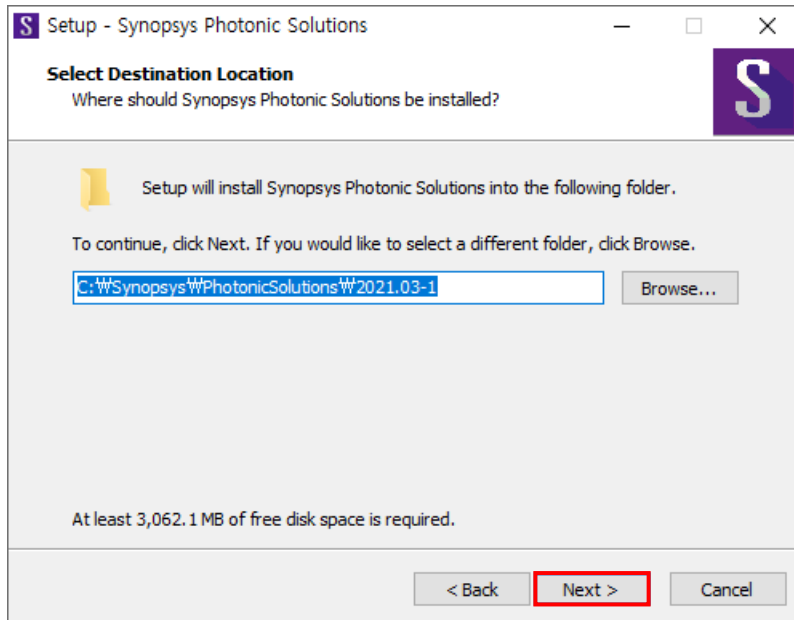 S Setup - Synopsys Photonic Solutions
Select Destination Location
Where should Synopsys Photonic Solutions be installed?
S
Setup will install Synopsys Photonic Solutions into the following folder.
To continue, click Next. If you would like to select a different folder, click Browse.
C:₩Synopsys₩PhotonicSolutions₩2021.03-1
Browse...
At least 3,062.1 MB of free disk space is required.
< Back Next > Cancel